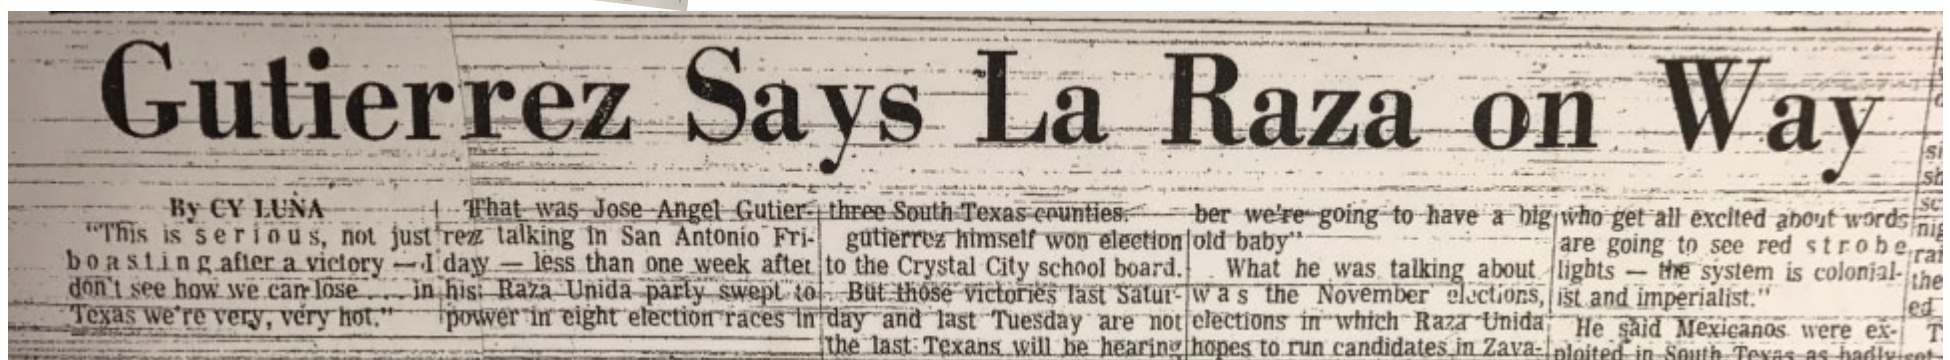 Gutierrez Says La Raza on Way
By CY LUNA
"This is serious, not just
boasting after a victory — I
don't see how we can lose ... in
Texas we're very, very hot."
That was Jose Angel Gutier-
rez talking in San Antonio Fri-
day — less than one week after
his Raza Unida party swept to
power in eight election races in
three South Texas counties.
gutierrez himself won election
to the Crystal City school board.
But those victories last Satur-
day and last Tuesday are not
the last Texans will be hearing
ber we're going to have a big
old baby"
What he was talking about
was the November elections,
elections in which Raza Unida
hopes to run candidates in Zava-
who get all excited about words
are going to see red strobe
lights — the system is colonial-
ist and imperialist."
He said Mexicanos were ex-
ploited in South Texas as badly